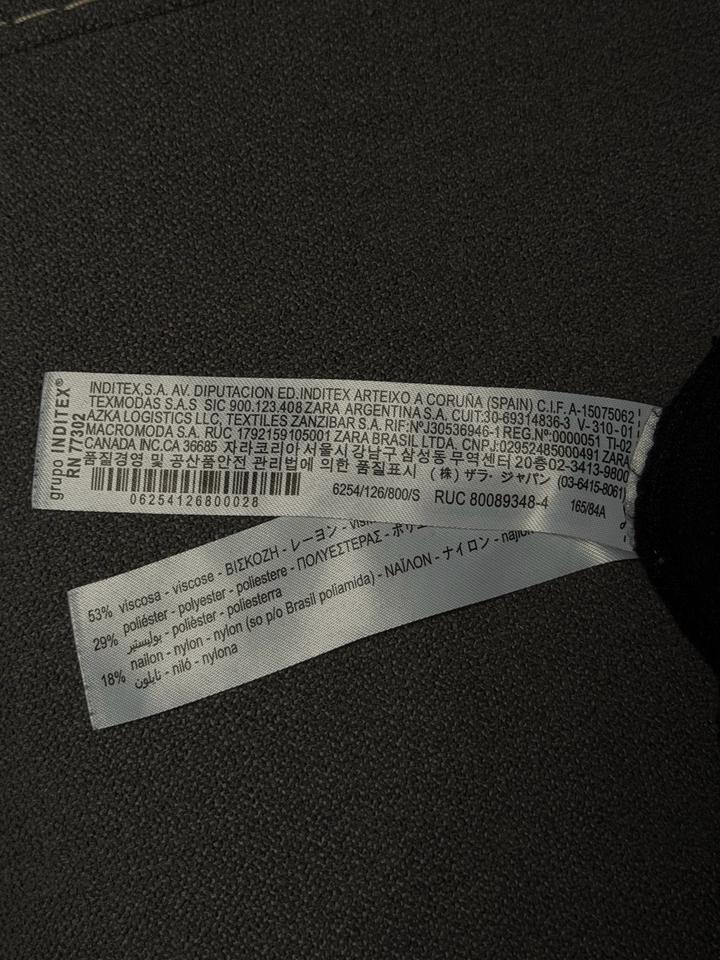 grupo INDITEX®
RN 77302
INDITEX,S.A. AV. DIPUTACION ED.INDITEX ARTEIXO A CORUÑA (SPAIN) C.I.F. A-15075062
TEXMODAS S.A.S SIC 900.123.408 ZARA ARGENTINA S.A. CUIT:30-69314836-3 V-310-01
AZKA LOGISTICS LLC, TEXTILES ZANZIBAR S.A. RIF:NºJ30536946-1 REG.Nº:0000051 TI-02
MACROMODA S.A. RUC 1792159105001 ZARA BRASIL LTDA. CNPJ:02952485000491 ZARA
CANADA INC.CA 36685 자라코리아 서울시강남구 삼성동 무역센터 20층02-3413-9800
품질경영 및 공산품안전 관리법에 의한 품질표시 (株) ザラ・ジャパン (03-6415-8061)
06254126800028
6254/126/800/S RUC 80089348-4 165/84A
53% viscosa - viscose - ΒΙΣΚΟΖΗ - レーヨン -
29% poliéster - polyester - poliestere - ΠΟΛΥΕΣΤΕΡΑΣ -
بوليستير - polièster - poliesterra
18% nailon - nylon - nylon (so p/o Brasil poliamida) - ΝΑΪΛΟΝ - ナイロン -
نايلون - niló - nylona